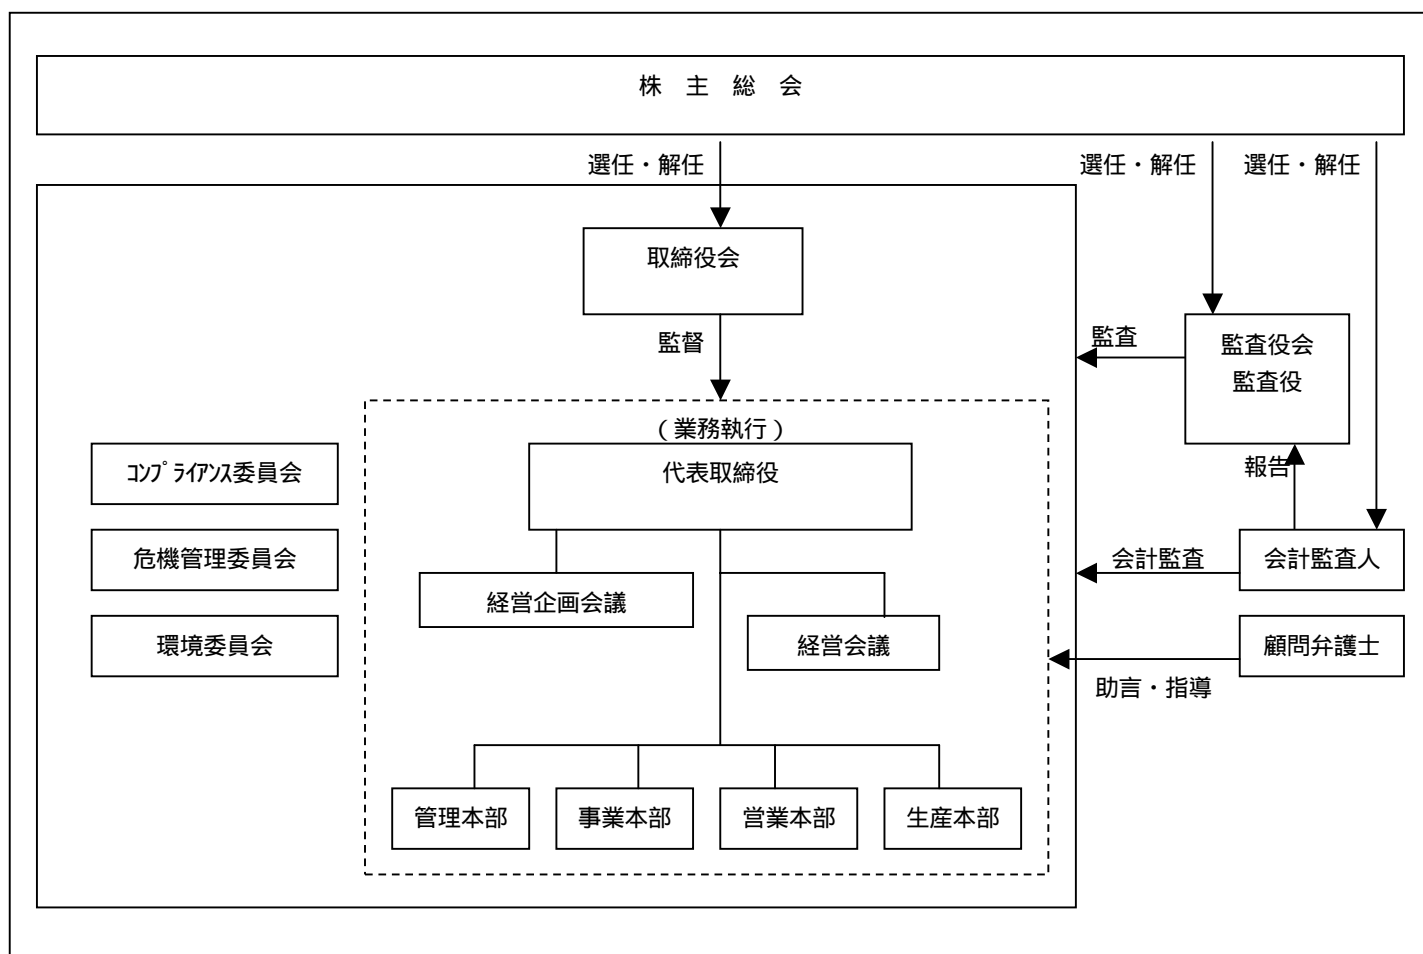 株 主 総 会
選任・解任
選任・解任
選任・解任
取締役会
監督
監査
監査役会
監査役
(業務執行)
代表取締役
報告
ｺﾝﾌﾟﾗｲｱﾝｽ委員会
危機管理委員会
環境委員会
経営企画会議
経営会議
会計監査
会計監査人
顧問弁護士
助言・指導
管理本部
事業本部
営業本部
生産本部